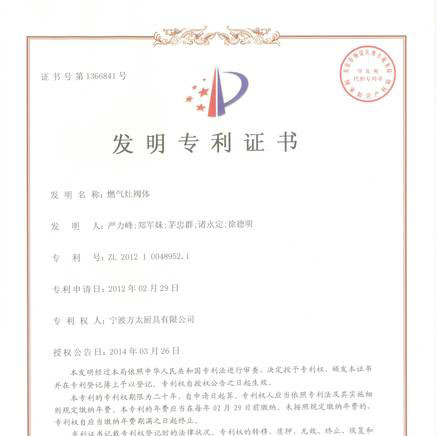 证书号第1366841号
发明专利证书
发 明 名 称：燃气灶阀体
发 明 人：严力峰;郑军妹;茅忠群;诸永定;徐德明
专 利 号：ZL 2012 1 0048952.1
专利申请日：2012年02月29日
专 利 权 人：宁波方太厨具有限公司
授权公告日：2014年03月26日
本发明经过本局依照中华人民共和国专利法进行审查，决定授予专利权，颁发本证书
并在专利登记簿上予以登记。专利权自授权公告之日起生效。
本专利的专利权期限为二十年，自申请日起算。专利权人应当依照专利法及其实施细
则规定缴纳年费。本专利的年费应当在每年02月29日前缴纳。未按照规定缴纳年费的，
专利权自应当缴纳年费期满之日起终止。
专利证书记载专利权登记时的法律状况。专利权的转移、质押、无效、终止、恢复和